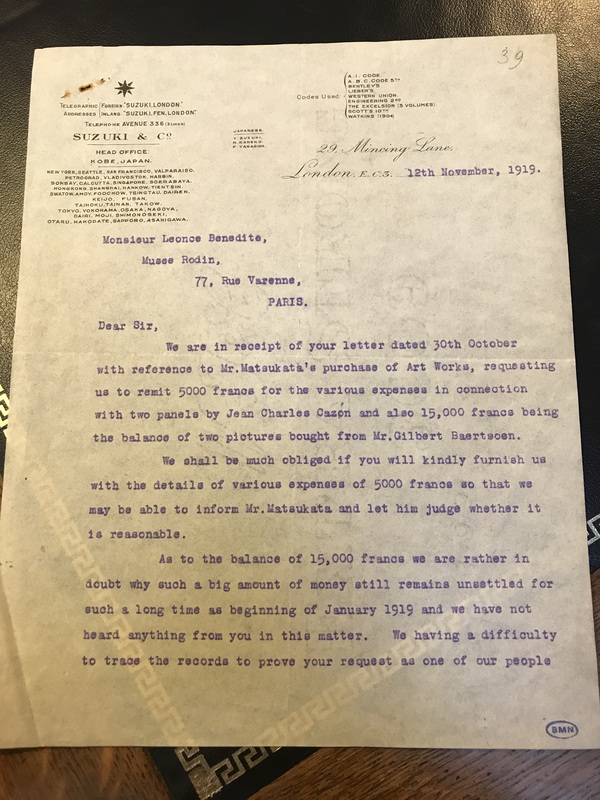 39
TELEGRAPHIC ADDRESSES
FOREIGN "SUZUKI, LONDON"
INLAND "SUZUKI, FEN, LONDON"
TELEPHONE AVENUE 336 (3 LINES)
SUZUKI & Co
HEAD OFFICE:
KOBE, JAPAN.
NEW YORK, SEATTLE, SAN FRANCISCO, VALPARAISO.
PETROGRAD, VLADIVOSTOK, HARBIN,
BOMBAY, CALCUTTA, SINGAPORE, SOERABAYA,
HONGKONG, SHANGHAI, HANKOW, TIENTSIN,
SWATOW, AMOY, FOOCHOW, TSINGTAU, DAIREN,
KEIJO, FUSAN,
TAIHOKU, TAINAN, TAKOW,
TOKYO, YOKOHAMA, OSAKA, NAGOYA,
DAIRI, MOJI, SHIMONOSEKI,
OTARU, HAKODATE, SAPPORO, ASAHIGAWA.
JAPANESE.
Y. SUZUKI.
N. KANEKO.
Codes Used
A.I. CODE.
A.B.C. CODE 5TH
BENTLEY'S
LIEBER'S
WESTERN UNION.
ENGINEERING 2ND
THE EXCELSIOR (3 VOLUMES)
SCOTT'S 10TH
WATKINS (1904)
29, Mincing Lane,
London, E.C.3. 12th November, 1919.
Monsieur Leonce Benedite,
Musee Rodin,
77, Rue Varenne,
PARIS.
Dear Sir,
We are in receipt of your letter dated 30th October
with reference to Mr.Matsukata's purchase of Art Works, requesting
us to remit 5000 francs for the various expenses in connection
with two panels by Jean Charles Cazon and also 15,000 francs being
the balance of two pictures bought from Mr.Gilbert Baertsoen.
We shall be much obliged if you will kindly furnish us
with the details of various expenses of 5000 francs so that we
may be able to inform Mr.Matsukata and let him judge whether it
is reasonable.
As to the balance of 15,000 francs we are rather in
doubt why such a big amount of money still remains unsettled for
such a long time as beginning of January 1919 and we have not
heard anything from you in this matter. We having a difficulty
to trace the records to prove your request as one of our people
BMN